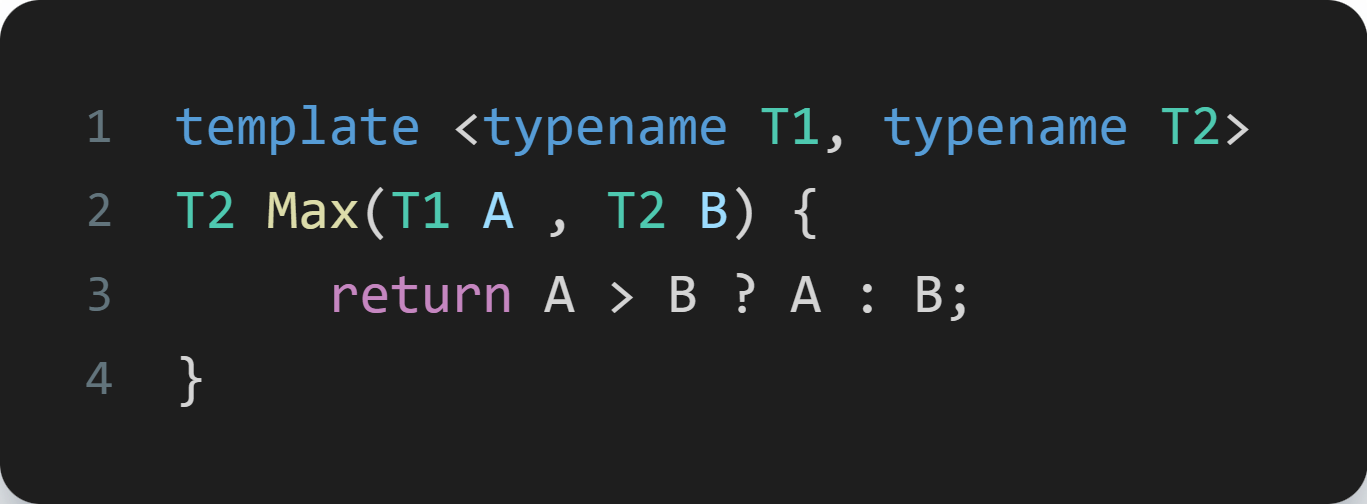 1 template <typename T1, typename T2>
2 T2 Max(T1 A , T2 B) {
3     return A > B ? A : B;
4 }